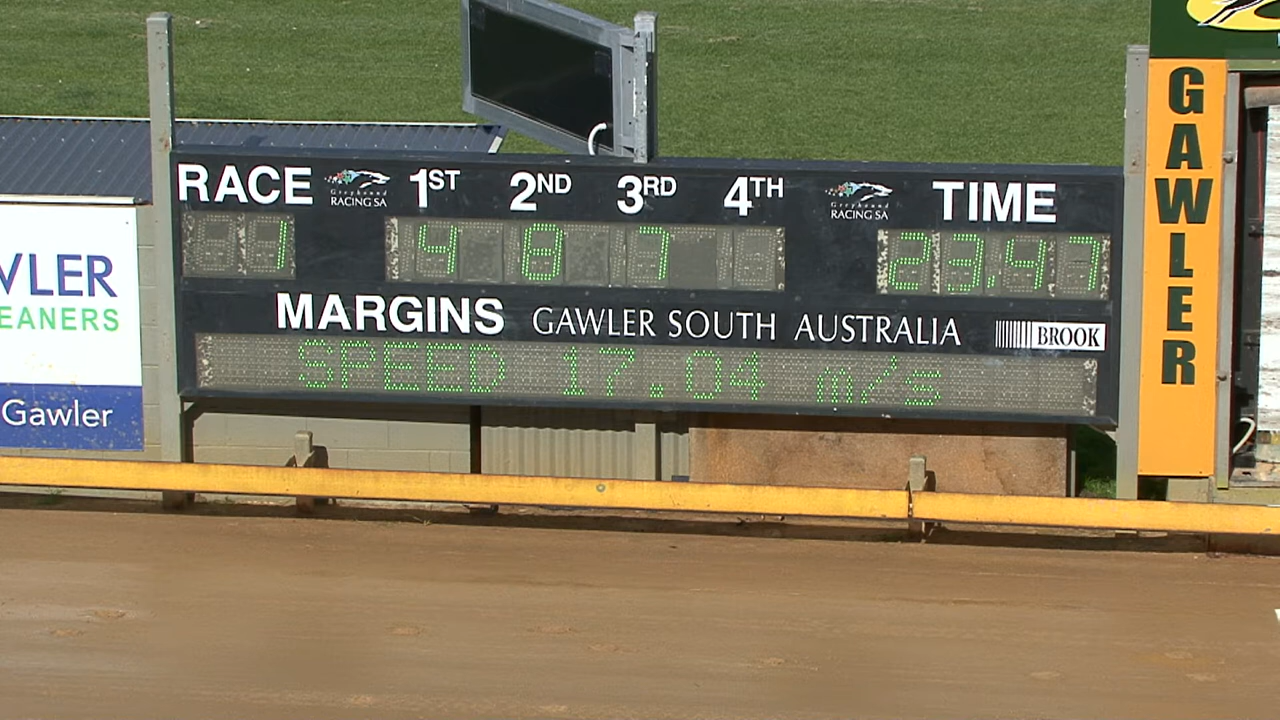 RACE Greyhound RACING SA 1ST 2ND 3RD 4TH Greyhound RACING SA TIME
1 4 8 7 23.47
MARGINS GAWLER SOUTH AUSTRALIA BROOK
SPEED 17.04 m/s
WLER
EANERS
Gawler
GAWLER